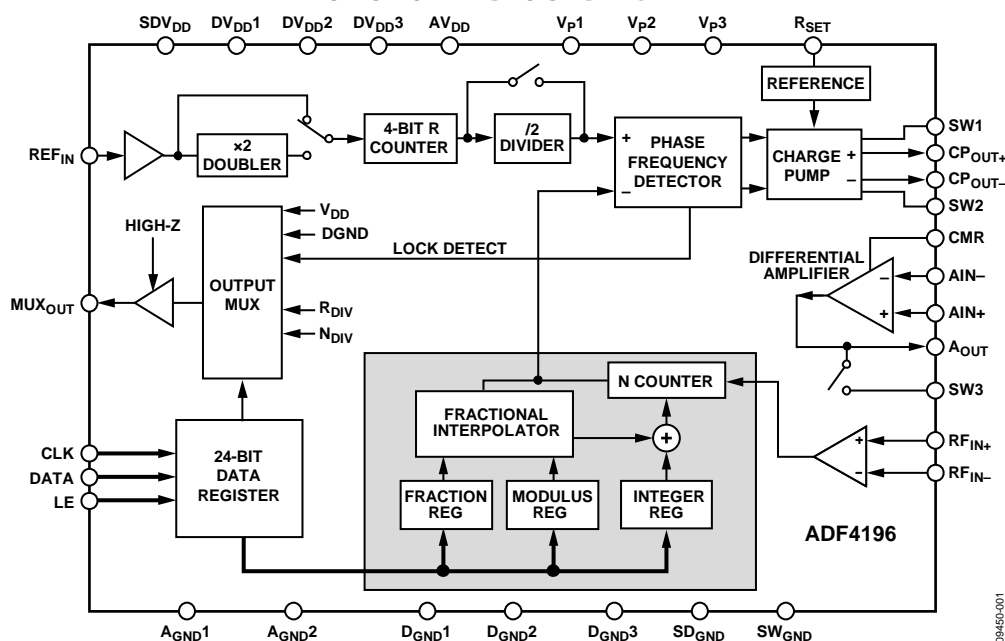 SDVDD DVDD1 DVDD2 DVDD3 AVDD VP1 VP2 VP3 RSET
REFIN
×2
DOUBLER
4-BIT R
COUNTER
/2
DIVIDER
+
−
PHASE
FREQUENCY
DETECTOR
REFERENCE
CHARGE
PUMP
+
−
SW1
CPOUT+
CPOUT−
SW2
HIGH-Z
MUXOUT
OUTPUT
MUX
VDD
DGND
LOCK DETECT
RDIV
NDIV
DIFFERENTIAL
AMPLIFIER
−
+
CMR
AIN−
AIN+
AOUT
SW3
N COUNTER
FRACTIONAL
INTERPOLATOR
+
FRACTION
REG
MODULUS
REG
INTEGER
REG
+
−
RFIN+
RFIN−
CLK
DATA
LE
24-BIT
DATA
REGISTER
ADF4196
AGND1 AGND2 DGND1 DGND2 DGND3 SDGND SWGND
09450-001